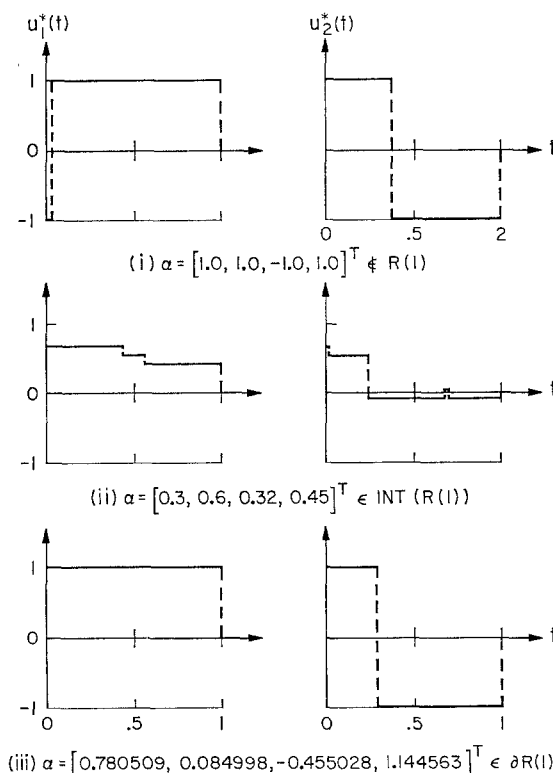 u₁*(t) u₂*(t)
1
0 t
-1
0 .5 2
(i) α = [1.0, 1.0, -1.0, 1.0]ᵀ ∉ R(1)
1
0 t
-1
(ii) α = [0.3, 0.6, 0.32, 0.45]ᵀ ∈ INT (R(1))
1
0 t
-1
0 .5 1 0 .5 1
(iii) α = [0.780509, 0.084998, -0.455028, 1.144563]ᵀ ∈ ∂R(1)